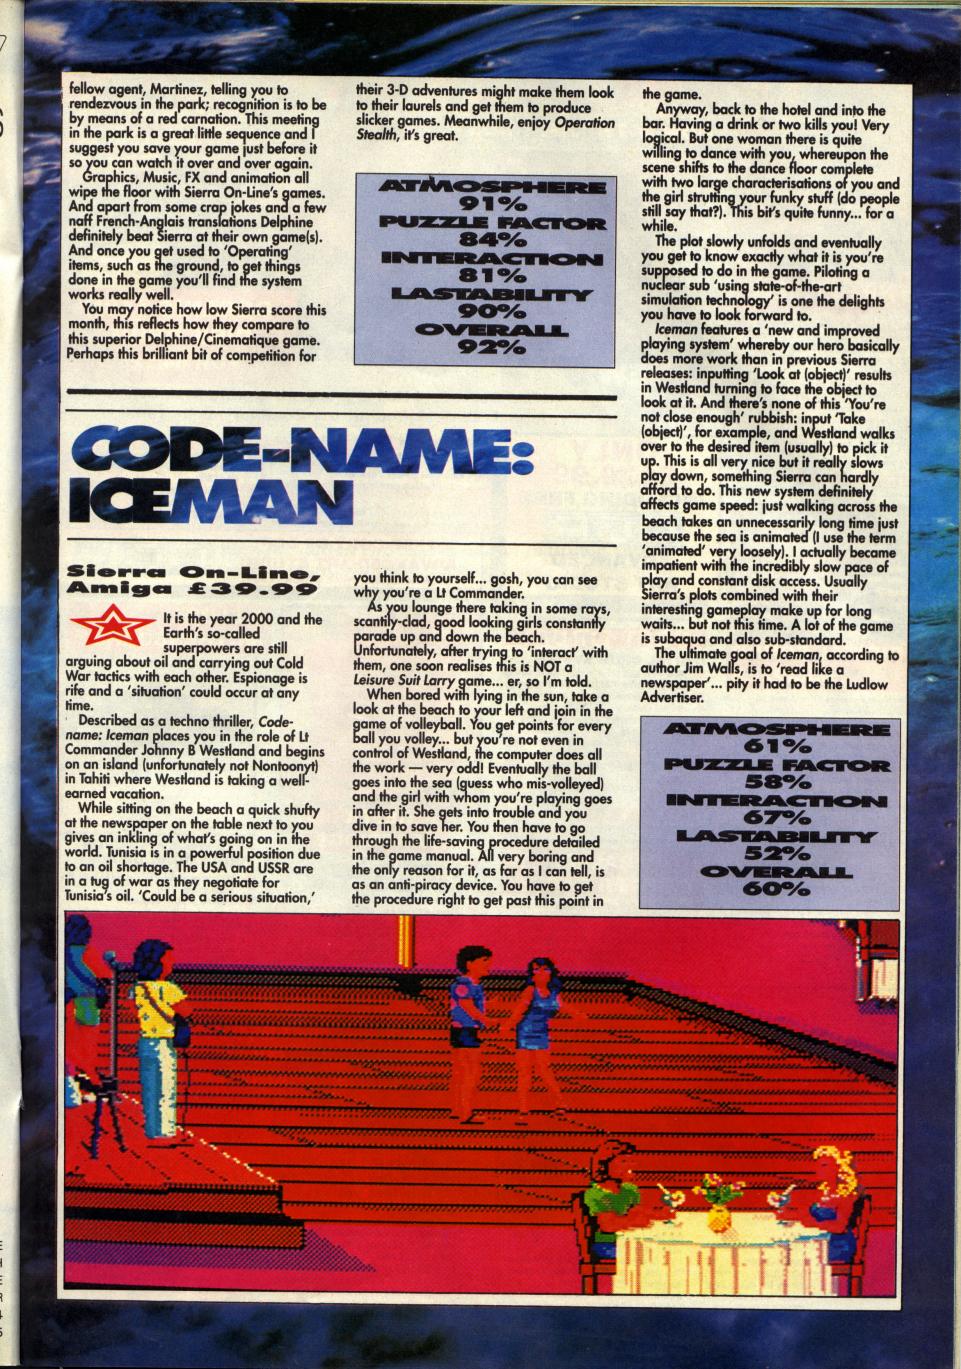 fellow agent, Martinez, telling you to
rendezvous in the park; recognition is to be
by means of a red carnation. This meeting
in the park is a great little sequence and I
suggest you save your game just before it
so you can watch it over and over again.
Graphics, Music, FX and animation all
wipe the floor with Sierra On-Line's games.
And apart from some crap jokes and a few
naff French-Anglais translations Delphine
definitely beat Sierra at their own game(s).
And once you get used to 'Operating'
items, such as the ground, to get things
done in the game you'll find the system
works really well.
You may notice how low Sierra score this
month, this reflects how they compare to
this superior Delphine/Cinematique game.
Perhaps this brilliant bit of competition for
their 3-D adventures might make them look
to their laurels and get them to produce
slicker games. Meanwhile, enjoy Operation
Stealth, it's great.
ATMOSPHERE
91%
PUZZLE FACTOR
84%
INTERACTION
81%
LASTABILITY
90%
OVERALL
92%
CODE-NAME:
ICEMAN
Sierra On-Line,
Amiga £39.99
It is the year 2000 and the
Earth's so-called
superpowers are still
arguing about oil and carrying out Cold
War tactics with each other. Espionage is
rife and a 'situation' could occur at any
time.
Described as a techno thriller, Code-
name: Iceman places you in the role of Lt
Commander Johnny B Westland and begins
on an island (unfortunately not Nontoonyt)
in Tahiti where Westland is taking a well-
earned vacation.
While sitting on the beach a quick shufty
at the newspaper on the table next to you
gives an inkling of what's going on in the
world. Tunisia is in a powerful position due
to an oil shortage. The USA and USSR are
in a tug of war as they negotiate for
Tunisia's oil. 'Could be a serious situation,'
you think to yourself... gosh, you can see
why you're a Lt Commander.
As you lounge there taking in some rays,
scantily-clad, good looking girls constantly
parade up and down the beach.
Unfortunately, after trying to 'interact' with
them, one soon realises this is NOT a
Leisure Suit Larry game... er, so I'm told.
When bored with lying in the sun, take a
look at the beach to your left and join in the
game of volleyball. You get points for every
ball you volley... but you're not even in
control of Westland, the computer does all
the work — very odd! Eventually the ball
goes into the sea (guess who mis-volleyed)
and the girl with whom you're playing goes
in after it. She gets into trouble and you
dive in to save her. You then have to go
through the life-saving procedure detailed
in the game manual. All very boring and
the only reason for it, as far as I can tell, is
as an anti-piracy device. You have to get
the procedure right to get past this point in
the game.
Anyway, back to the hotel and into the
bar. Having a drink or two kills you! Very
logical. But one woman there is quite
willing to dance with you, whereupon the
scene shifts to the dance floor complete
with two large characterisations of you and
the girl strutting your funky stuff (do people
still say that?). This bit's quite funny... for a
while.
The plot slowly unfolds and eventually
you get to know exactly what it is you're
supposed to do in the game. Piloting a
nuclear sub 'using state-of-the-art
simulation technology' is one the delights
you have to look forward to.
Iceman features a 'new and improved
playing system' whereby our hero basically
does more work than in previous Sierra
releases: inputting 'Look at (object)' results
in Westland turning to face the object to
look at it. And there's none of this 'You're
not close enough' rubbish: input 'Take
(object)', for example, and Westland walks
over to the desired item (usually) to pick it
up. This is all very nice but it really slows
play down, something Sierra can hardly
afford to do. This new system definitely
affects game speed: just walking across the
beach takes an unnecessarily long time just
because the sea is animated (I use the term
'animated' very loosely). I actually became
impatient with the incredibly slow pace of
play and constant disk access. Usually
Sierra's plots combined with their
interesting gameplay make up for long
waits... but not this time. A lot of the game
is subaqua and also sub-standard.
The ultimate goal of Iceman, according to
author Jim Walls, is to 'read like a
newspaper'... pity it had to be the Ludlow
Advertiser.
ATMOSPHERE
61%
PUZZLE FACTOR
58%
INTERACTION
67%
LASTABILITY
52%
OVERALL
60%